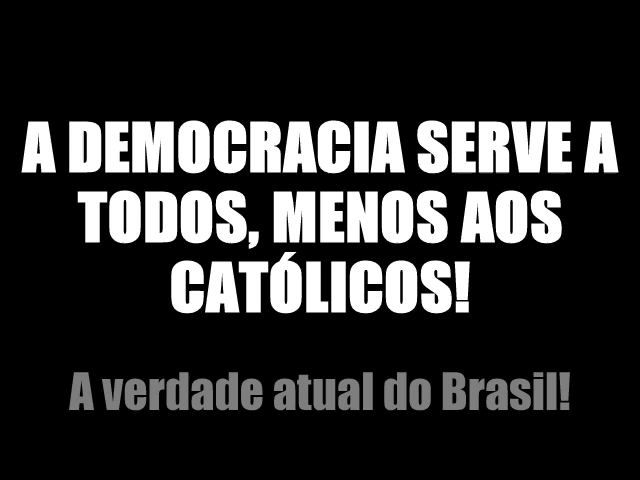 A DEMOCRACIA SERVE A
TODOS, MENOS AOS
CATÓLICOS!
A verdade atual do Brasil!